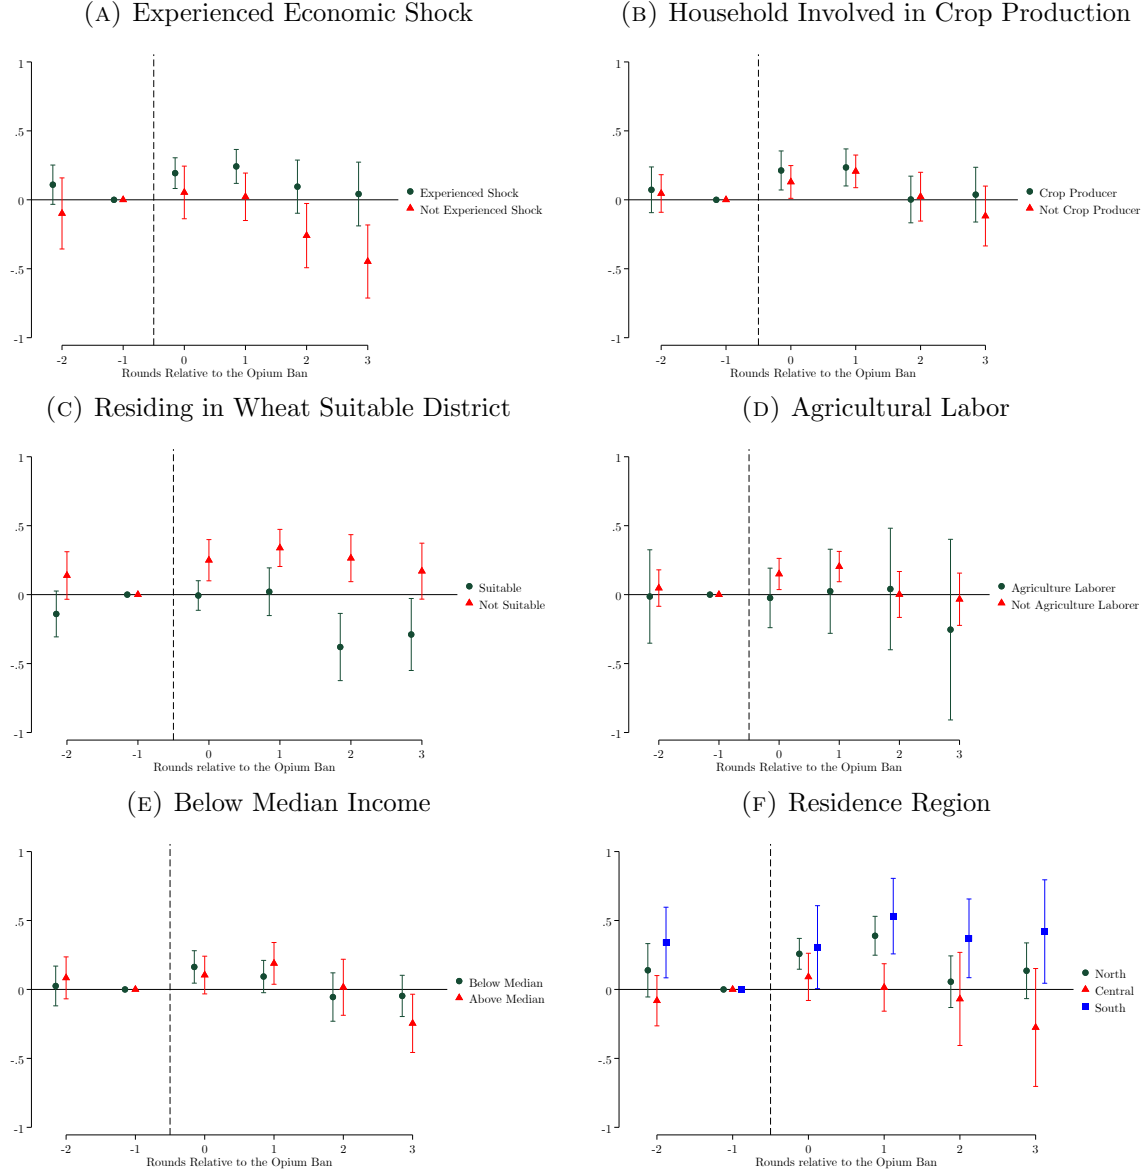 (A) Experienced Economic Shock
1
.5
0
-.5
-1
-2 -1 0 1 2 3
Rounds Relative to the Opium Ban
Experienced Shock
Not Experienced Shock
(B) Household Involved in Crop Production
1
.5
0
-.5
-1
-2 -1 0 1 2 3
Rounds Relative to the Opium Ban
Crop Producer
Not Crop Producer
(C) Residing in Wheat Suitable District
1
.5
0
-.5
-1
-2 -1 0 1 2 3
Rounds relative to the Opium Ban
Suitable
Not Suitable
(D) Agricultural Labor
1
.5
0
-.5
-1
-2 -1 0 1 2 3
Rounds Relative to the Opium Ban
Agriculture Laborer
Not Agriculture Laborer
(E) Below Median Income
1
.5
0
-.5
-1
-2 -1 0 1 2 3
Rounds Relative to the Opium Ban
Below Median
Above Median
(F) Residence Region
1
.5
0
-.5
-1
-2 -1 0 1 2 3
Rounds Relative to the Opium Ban
North
Central
South